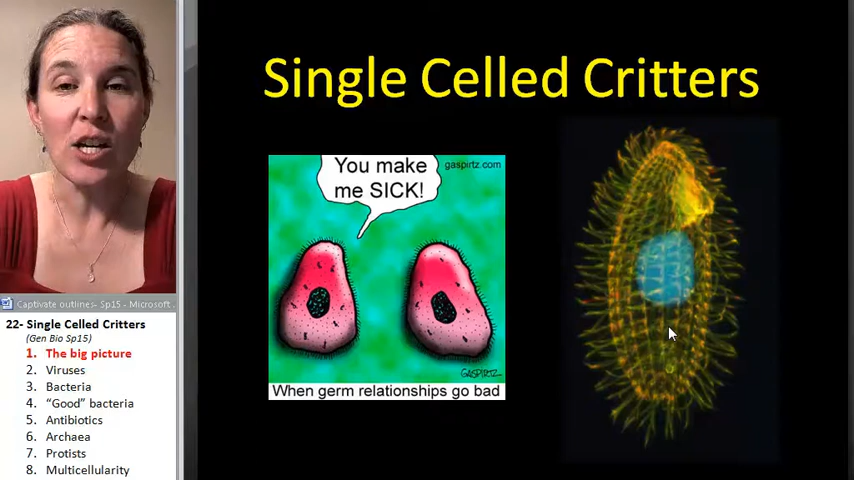 Single Celled Critters
You make
me SICK!
gaspirtz.com
GASPIRTZ
When germ relationships go bad
Captivate outlines- Sp15 - Microsoft ...
22- Single Celled Critters
(Gen Bio Sp15)
1. The big picture
2. Viruses
3. Bacteria
4. “Good” bacteria
5. Antibiotics
6. Archaea
7. Protists
8. Multicellularity